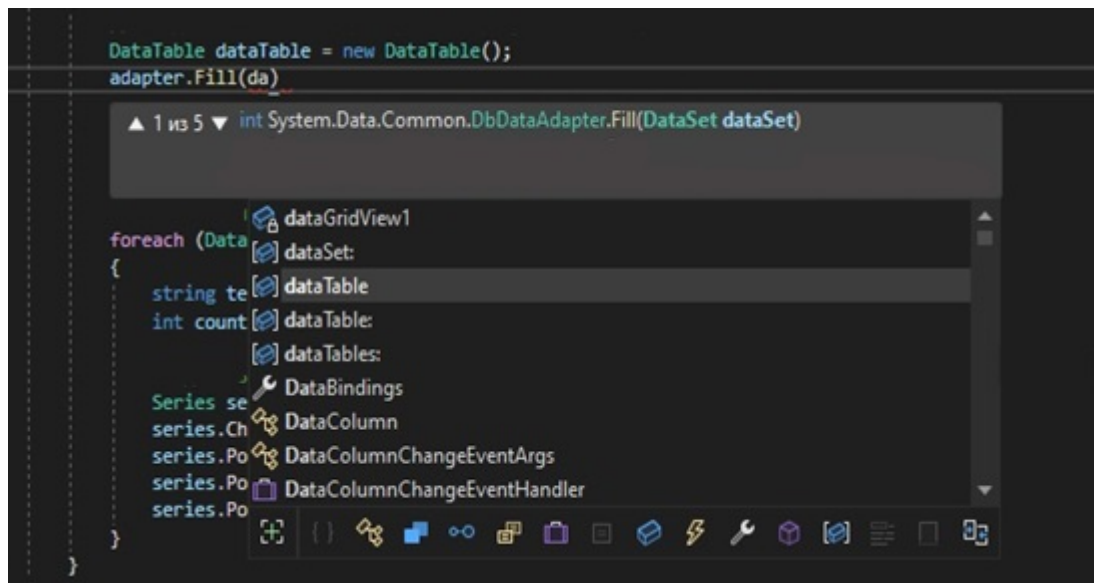 DataTable dataTable = new DataTable();
adapter.Fill(da)
▲ 1 из 5 ▼ int System.Data.Common.DbDataAdapter.Fill(DataSet dataSet)
dataGridView1
foreach (Data
dataSet:
{
dataTable
string te
dataTable:
int count
dataTables:
DataBindings
Series se
DataColumn
series.Ch
DataColumnChangeEventArgs
series.Po
DataColumnChangeEventHandler
series.Po
series.Po
}
}